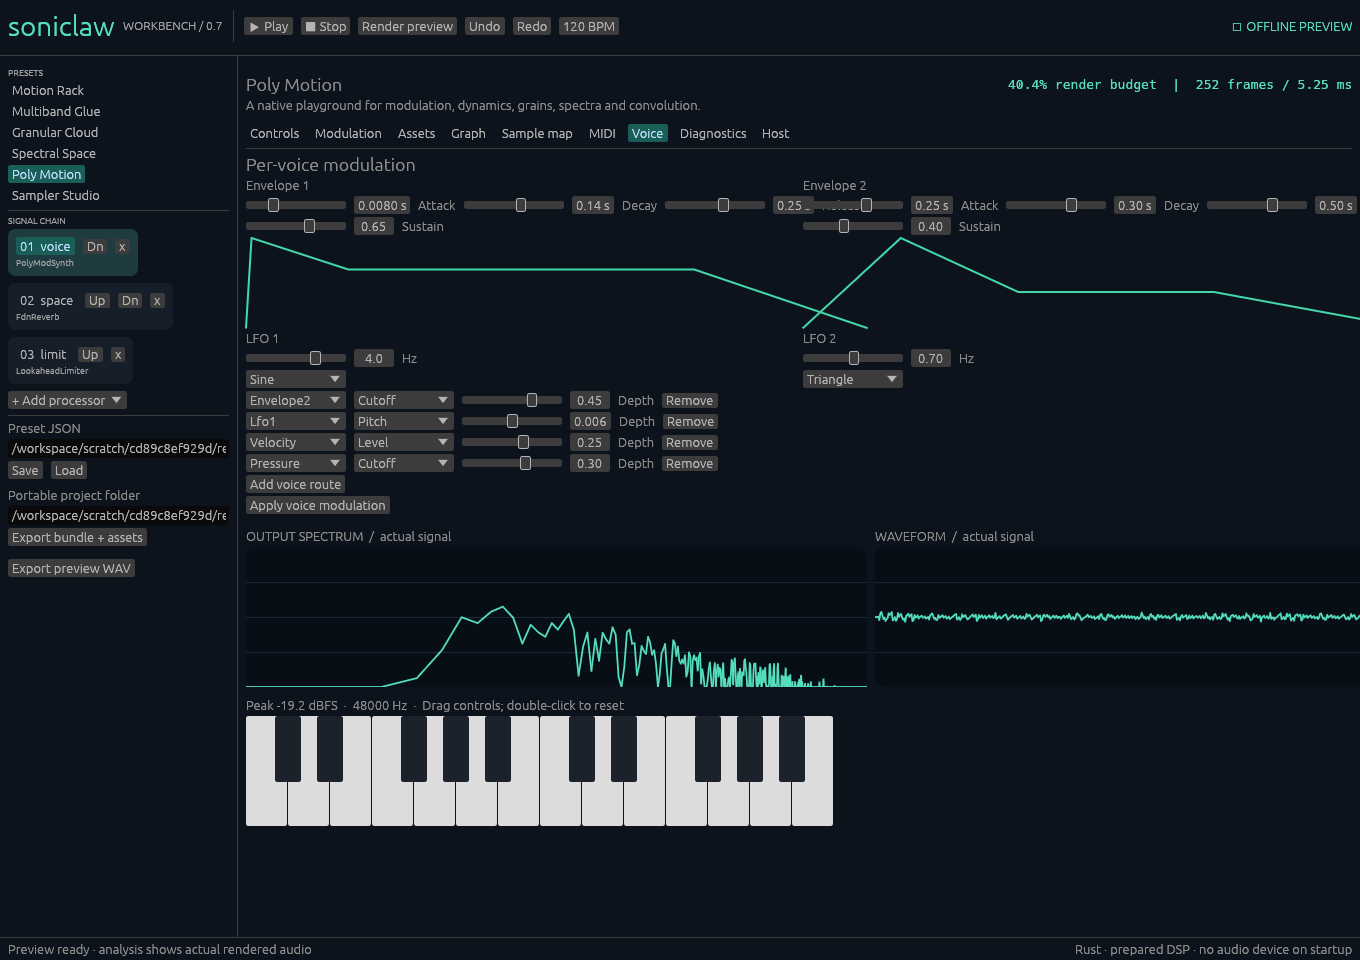 soniclaw WORKBENCH / 0.7 ▶ Play ■ Stop Render preview Undo Redo 120 BPM OFFLINE PREVIEW
PRESETS
Motion Rack
Multiband Glue
Granular Cloud
Spectral Space
Poly Motion
Sampler Studio
SIGNAL CHAIN
01 voice Dn x
PolyModSynth
02 space Up Dn x
FdnReverb
03 limit Up x
LookaheadLimiter
+ Add processor
Preset JSON
/workspace/scratch/cd89c8ef929d/re
Save Load
Portable project folder
/workspace/scratch/cd89c8ef929d/re
Export bundle + assets
Export preview WAV
Poly Motion 40.4% render budget | 252 frames / 5.25 ms
A native playground for modulation, dynamics, grains, spectra and convolution.
Controls Modulation Assets Graph Sample map MIDI Voice Diagnostics Host
Per-voice modulation
Envelope 1
0.0080 s Attack 0.14 s Decay 0.25 s
0.65 Sustain
Envelope 2
0.25 s Attack 0.30 s Decay 0.50 s
0.40 Sustain
LFO 1
4.0 Hz
Sine
LFO 2
0.70 Hz
Triangle
Envelope2 Cutoff 0.45 Depth Remove
Lfo1 Pitch 0.006 Depth Remove
Velocity Level 0.25 Depth Remove
Pressure Cutoff 0.30 Depth Remove
Add voice route
Apply voice modulation
OUTPUT SPECTRUM / actual signal
WAVEFORM / actual signal
Peak -19.2 dBFS · 48000 Hz · Drag controls; double-click to reset
Preview ready · analysis shows actual rendered audio
Rust · prepared DSP · no audio device on startup